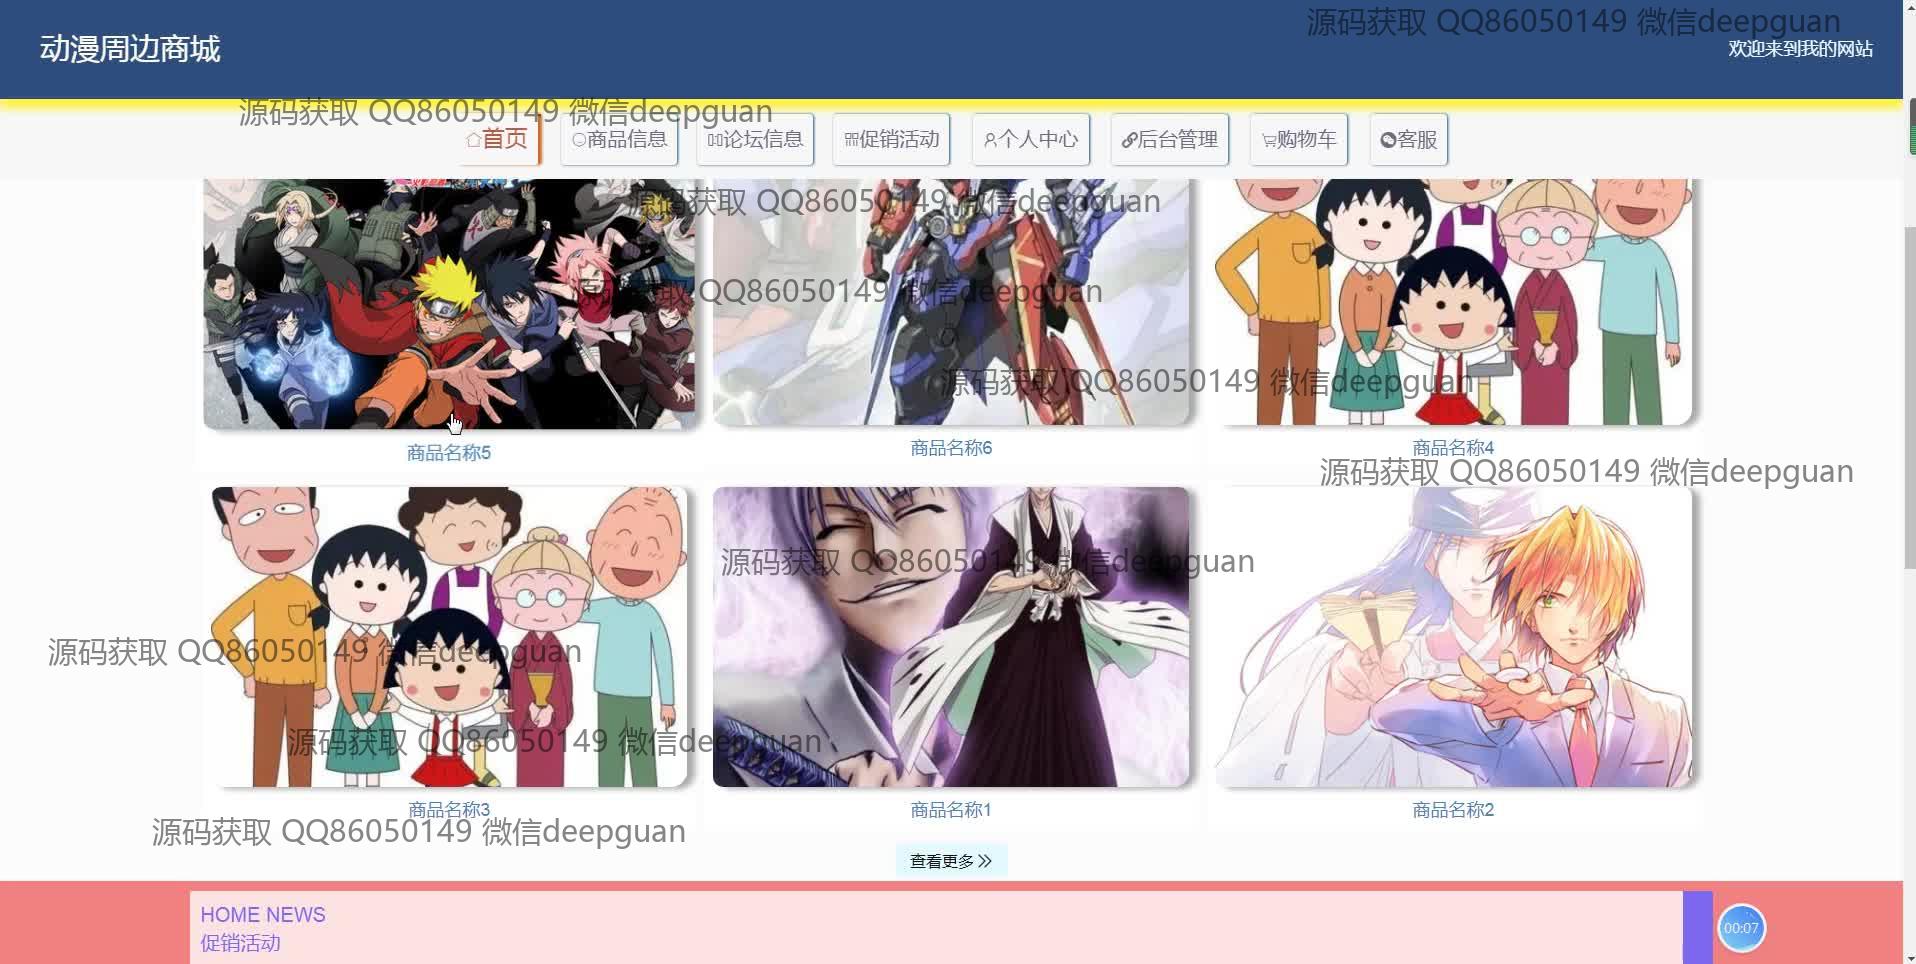 源码获取 QQ86050149 微信deepguan
动漫周边商城
欢迎来到我的网站
源码获取 QQ86050149 微信deepguan
首页
商品信息
论坛信息
促销活动
个人中心
后台管理
购物车
客服
源码获取 QQ86050149 微信deepguan
源码获取 QQ86050149 微信deepguan
源码获取 QQ86050149 微信deepguan
商品名称5
商品名称6
商品名称4
源码获取 QQ86050149 微信deepguan
源码获取 QQ86050149 微信deepguan
源码获取 QQ86050149 微信deepguan
源码获取 QQ86050149 微信deepguan
商品名称3
商品名称1
商品名称2
源码获取 QQ86050149 微信deepguan
查看更多
HOME NEWS
促销活动
00:07